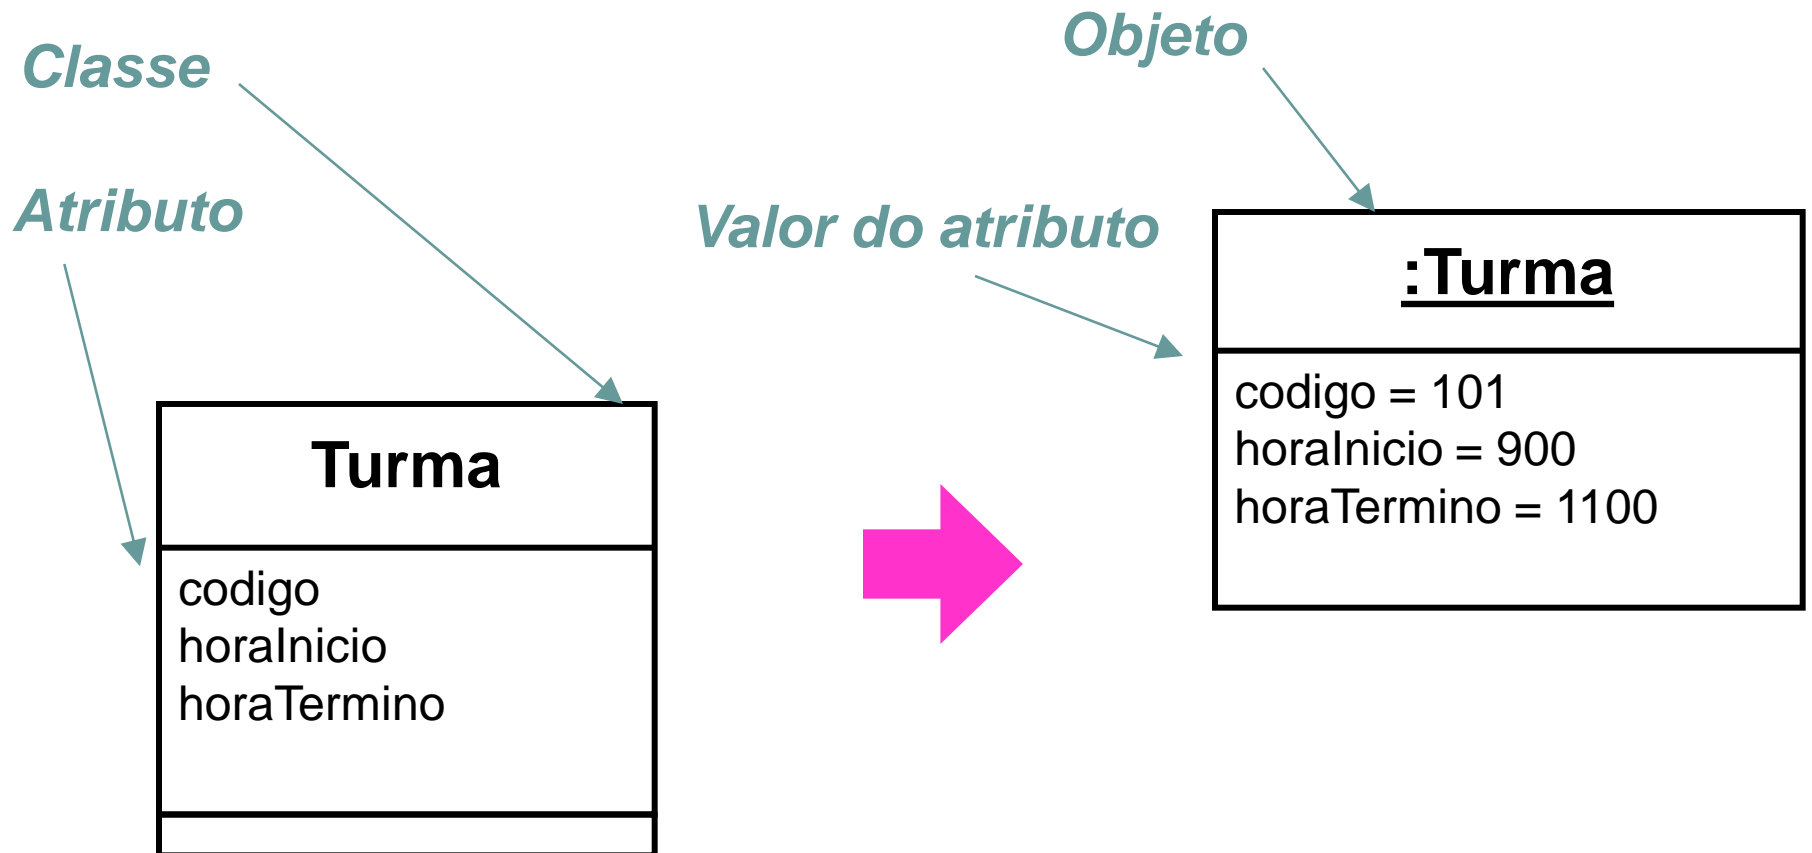 Classe
Atributo
Turma
codigo
horaInicio
horaTermino
Objeto
Valor do atributo
:Turma
codigo = 101
horaInicio = 900
horaTermino = 1100